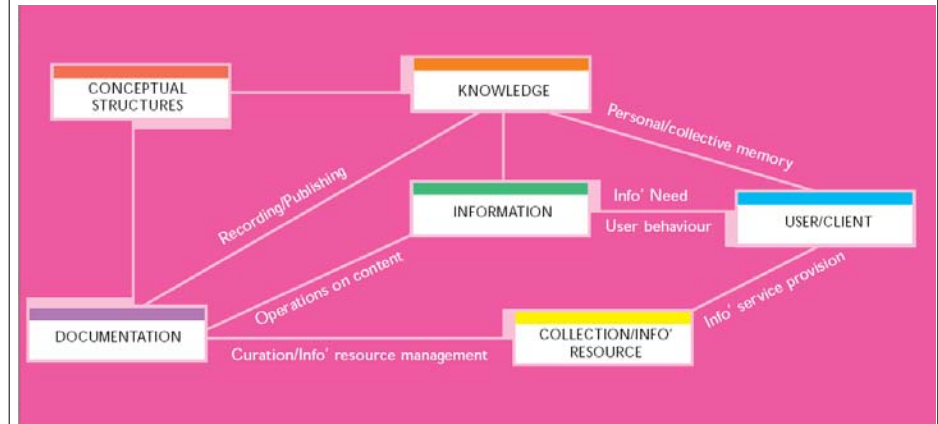 CONCEPTUAL
STRUCTURES
KNOWLEDGE
Personal/collective memory
Recording/Publishing
INFORMATION
Info' Need
User behaviour
USER/CLIENT
Operations on content
Info' service provision
DOCUMENTATION
Curation/Info' resource management
COLLECTION/INFO'
RESOURCE